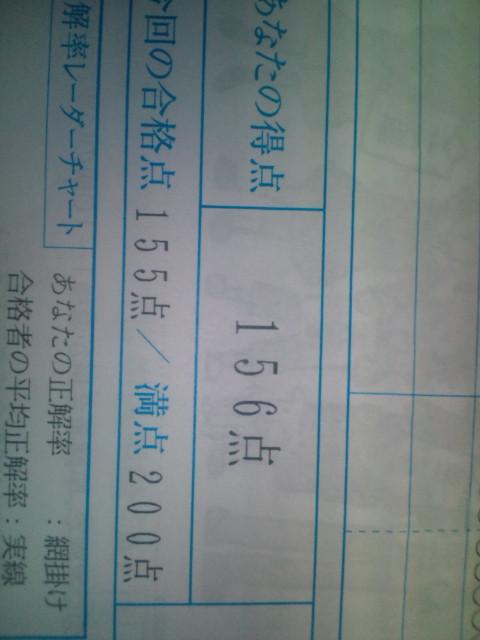 あなたの得点 156点
今回の合格点 155点／満点200点
解率レーダーチャート
あなたの正解率 ：網掛け
合格者の平均正解率：実線